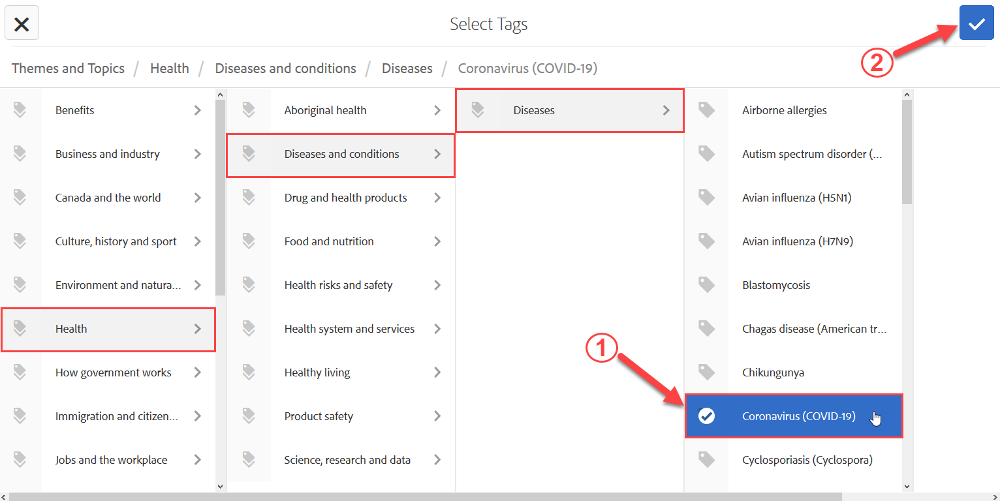 Select Tags
2
Themes and Topics / Health / Diseases and conditions / Diseases / Coronavirus (COVID-19)
Benefits
Business and industry
Canada and the world
Culture, history and sport
Environment and natura...
Health
How government works
Immigration and citizen...
Jobs and the workplace
Aboriginal health
Diseases and conditions
Drug and health products
Food and nutrition
Health risks and safety
Health system and services
Healthy living
Product safety
Science, research and data
Diseases
1
Airborne allergies
Autism spectrum disorder (...
Avian influenza (H5N1)
Avian influenza (H7N9)
Blastomycosis
Chagas disease (American tr...
Chikungunya
Coronavirus (COVID-19)
Cyclosporiasis (Cyclospora)